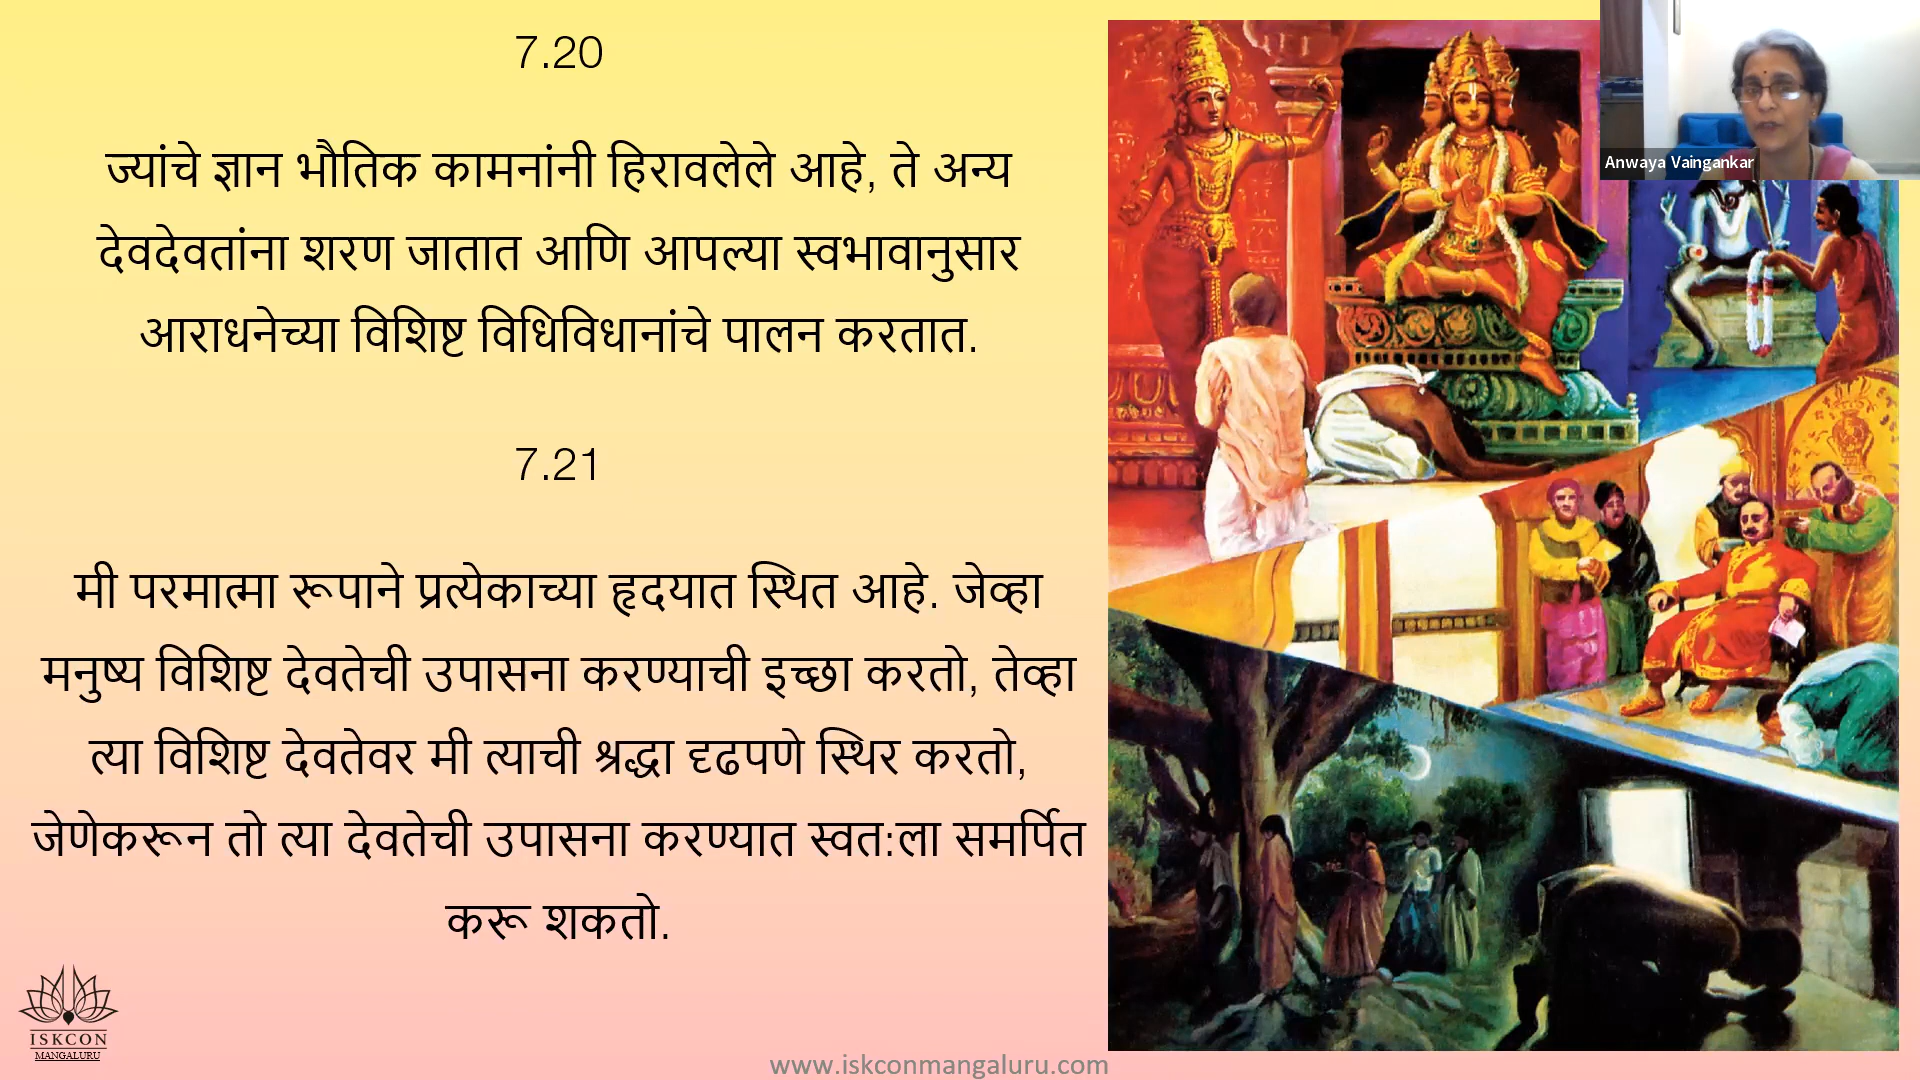 7.20
ज्यांचे ज्ञान भौतिक कामनांनी हिरावलेले आहे, ते अन्य
देवदेवतांना शरण जातात आणि आपल्या स्वभावानुसार
आराधनेच्या विशिष्ट विधिविधानांचे पालन करतात.
7.21
मी परमात्मा रूपाने प्रत्येकाच्या हृदयात स्थित आहे. जेव्हा
मनुष्य विशिष्ट देवतेची उपासना करण्याची इच्छा करतो, तेव्हा
त्या विशिष्ट देवतेवर मी त्याची श्रद्धा दृढपणे स्थिर करतो,
जेणेकरून तो त्या देवतेची उपासना करण्यात स्वत:ला समर्पित
करू शकतो.
Anwaya Vaingankar
ISKCON
MANGALURU
www.iskconmangaluru.com